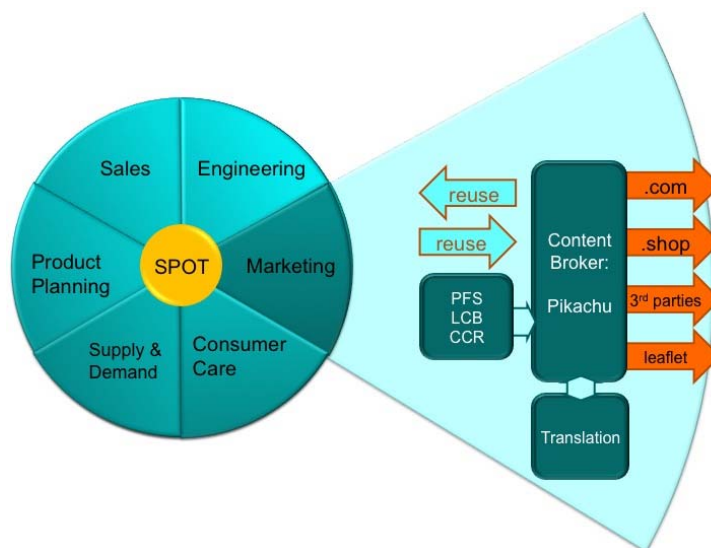 Sales
Engineering
Product
Planning
SPOT
Marketing
Supply &
Demand
Consumer
Care
reuse
reuse
PFS
LCB
CCR
Content
Broker:
Pikachu
.com
.shop
3rd parties
leaflet
Translation